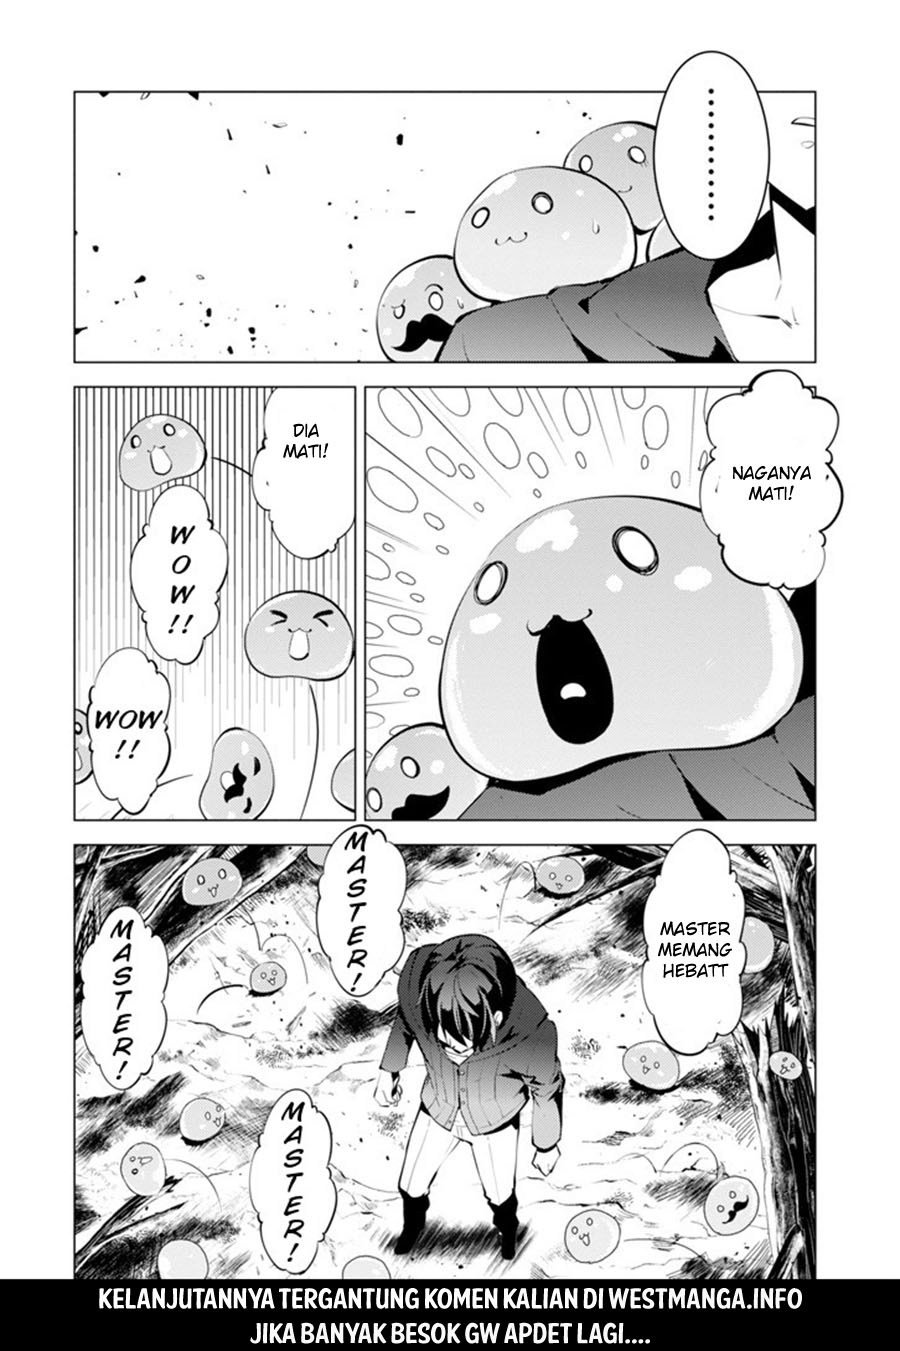 ..........
NAGANYA
MATI!
DIA
MATI!
WOW!!
WOW
!!
MASTER
MEMANG
HEBATT
MASTER!
MASTER!
MASTER!
KELANJUTANNYA TERGANTUNG KOMEN KALIAN DI WESTMANGA.INFO
JIKA BANYAK BESOK GW APDET LAGI....